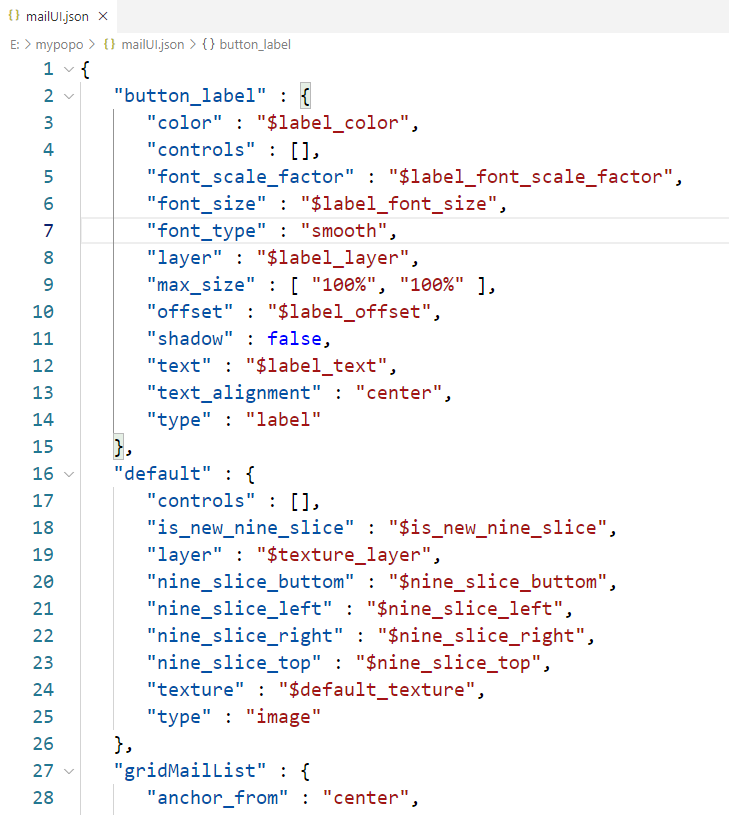 {} mailUI.json ×
E: > mypopo > {} mailUI.json > {} button_label
1 {
2 "button_label" : {
3 "color" : "$label_color",
4 "controls" : [],
5 "font_scale_factor" : "$label_font_scale_factor",
6 "font_size" : "$label_font_size",
7 "font_type" : "smooth",
8 "layer" : "$label_layer",
9 "max_size" : [ "100%", "100%" ],
10 "offset" : "$label_offset",
11 "shadow" : false,
12 "text" : "$label_text",
13 "text_alignment" : "center",
14 "type" : "label"
15 },
16 "default" : {
17 "controls" : [],
18 "is_new_nine_slice" : "$is_new_nine_slice",
19 "layer" : "$texture_layer",
20 "nine_slice_buttom" : "$nine_slice_buttom",
21 "nine_slice_left" : "$nine_slice_left",
22 "nine_slice_right" : "$nine_slice_right",
23 "nine_slice_top" : "$nine_slice_top",
24 "texture" : "$default_texture",
25 "type" : "image"
26 },
27 "gridMailList" : {
28 "anchor_from" : "center",